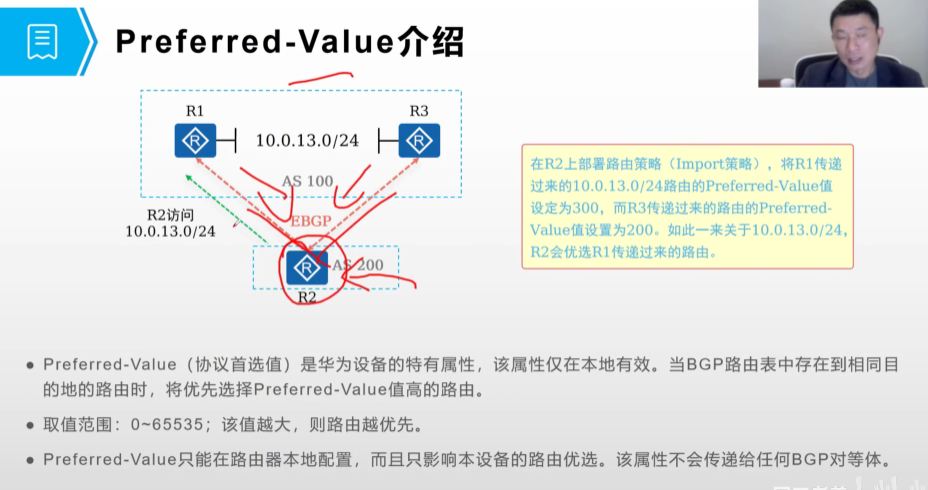 Preferred-Value介绍
R1
R3
10.0.13.0/24
AS 100
R2访问
10.0.13.0/24
EBGP
AS 200
R2
在R2上部署路由策略（Import策略），将R1传递
过来的10.0.13.0/24路由的Preferred-Value值
设定为300，而R3传递过来的路由的Preferred-
Value值设置为200。如此一来关于10.0.13.0/24，
R2会优选R1传递过来的路由。
● Preferred-Value（协议首选值）是华为设备的特有属性，该属性仅在本地有效。当BGP路由表中存在到相同目
的地的路由时，将优先选择Preferred-Value值高的路由。
● 取值范围：0~65535；该值越大，则路由越优先。
● Preferred-Value只能在路由器本地配置，而且只影响本设备的路由优选。该属性不会传递给任何BGP对等体。